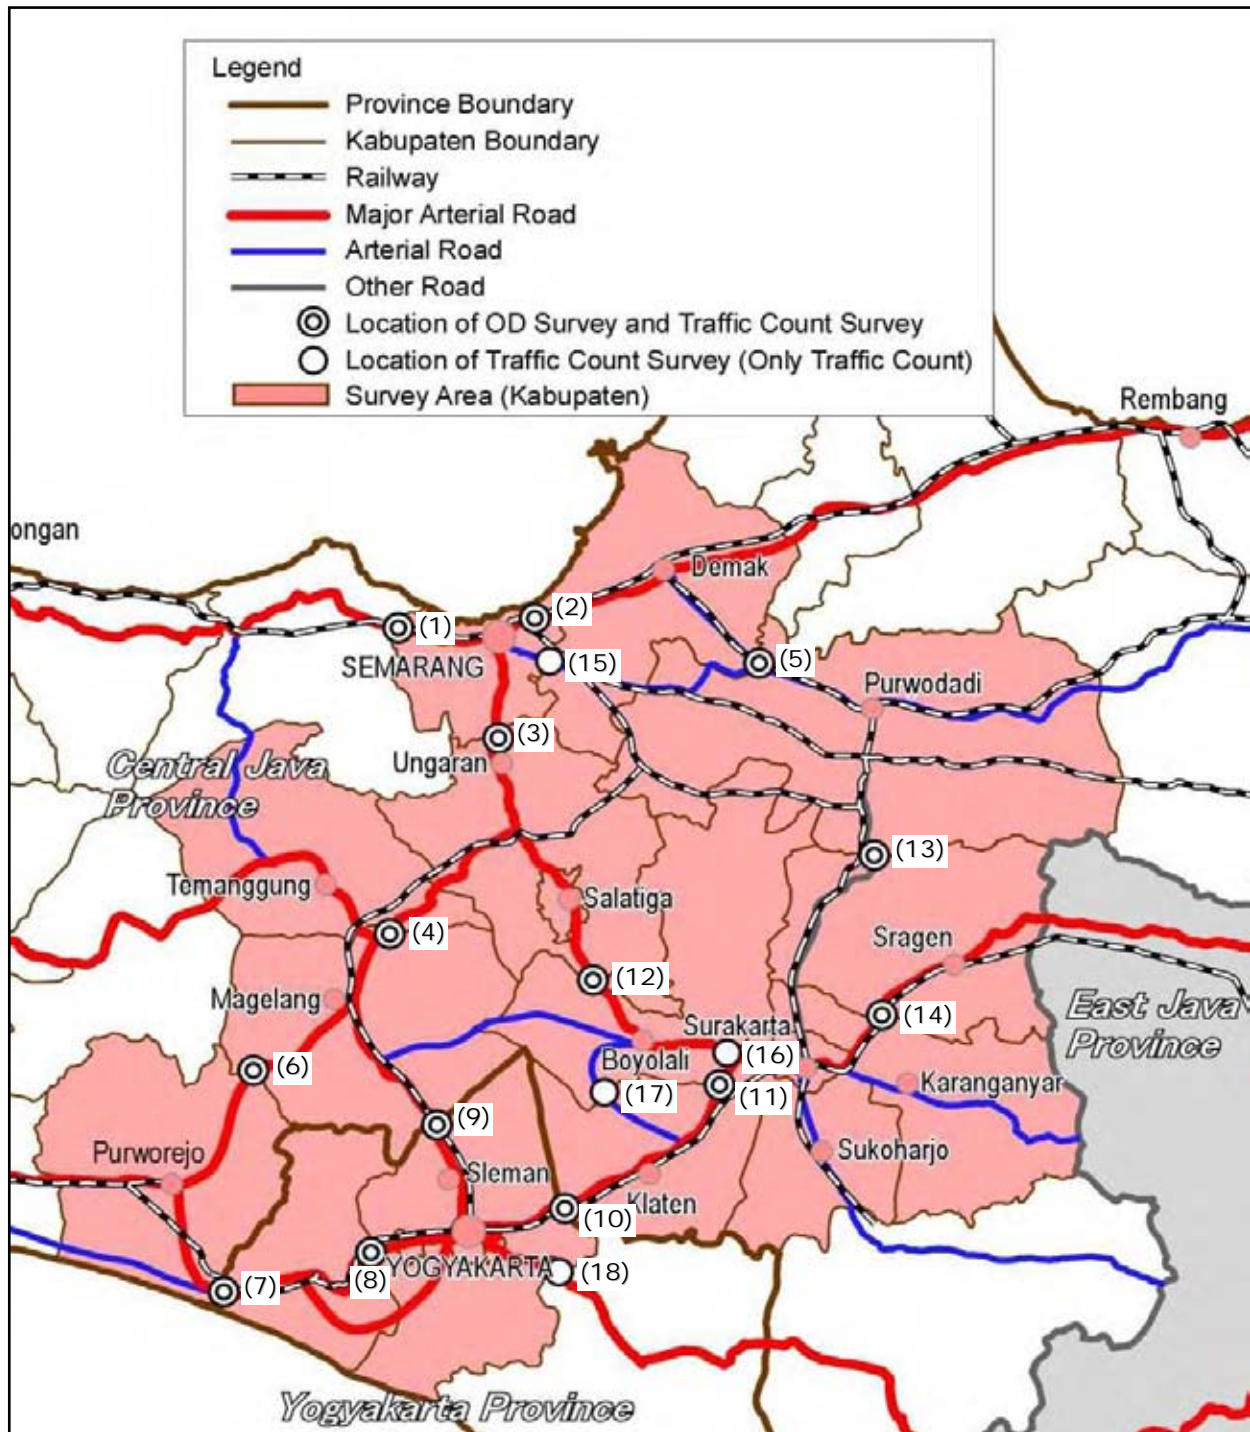 Legend
Province Boundary
Kabupaten Boundary
Railway
Major Arterial Road
Arterial Road
Other Road
Location of OD Survey and Traffic Count Survey
Location of Traffic Count Survey (Only Traffic Count)
Survey Area (Kabupaten)
Rembang
ongan
Demak
(1)
(2)
SEMARANG
(15)
(5)
Purwodadi
(3)
Ungaran
Central Java
Province
(13)
Temanggung
Salatiga
(4)
Sragen
(12)
Magelang
(14)
East Java
Province
Surakarta
(16)
Boyolali
(6)
(11)
Karanganyar
(17)
(9)
Purworejo
Sukoharjo
Sleman
Klaten
(10)
YOGYAKARTA
(8)
(18)
(7)
Yogyakarta Province